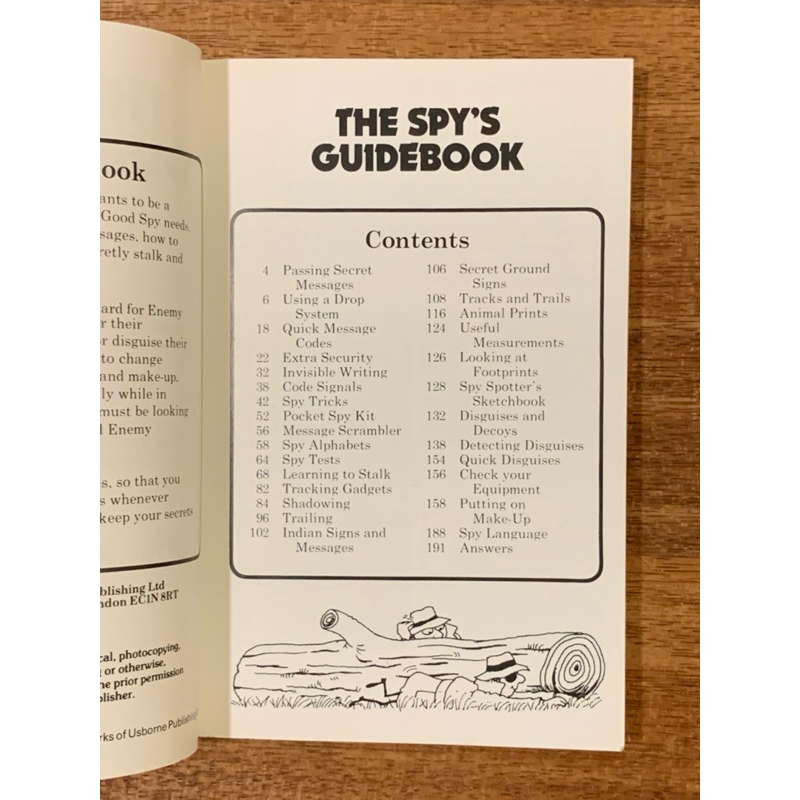 ook
ants to be a
Good Spy needs,
sages, how to
retly stalk and
ard for Enemy
r their
or disguise their
to change
and make-up.
ly while in
must be looking
l Enemy
es, so that you
s whenever
keep your secrets
blishing Ltd
ndon EC1N 8RT
cal, photocopying,
g or otherwise,
he prior permission
blisher.
rks of Usborne Publishing
THE SPY'S
GUIDEBOOK
Contents
4 Passing Secret
Messages
6 Using a Drop
System
18 Quick Message
Codes
22 Extra Security
32 Invisible Writing
38 Code Signals
42 Spy Tricks
52 Pocket Spy Kit
56 Message Scrambler
58 Spy Alphabets
64 Spy Tests
68 Learning to Stalk
82 Tracking Gadgets
84 Shadowing
96 Trailing
102 Indian Signs and
Messages
106 Secret Ground
Signs
108 Tracks and Trails
116 Animal Prints
124 Useful
Measurements
126 Looking at
Footprints
128 Spy Spotter's
Sketchbook
132 Disguises and
Decoys
138 Detecting Disguises
154 Quick Disguises
156 Check your
Equipment
158 Putting on
Make-Up
188 Spy Language
191 Answers